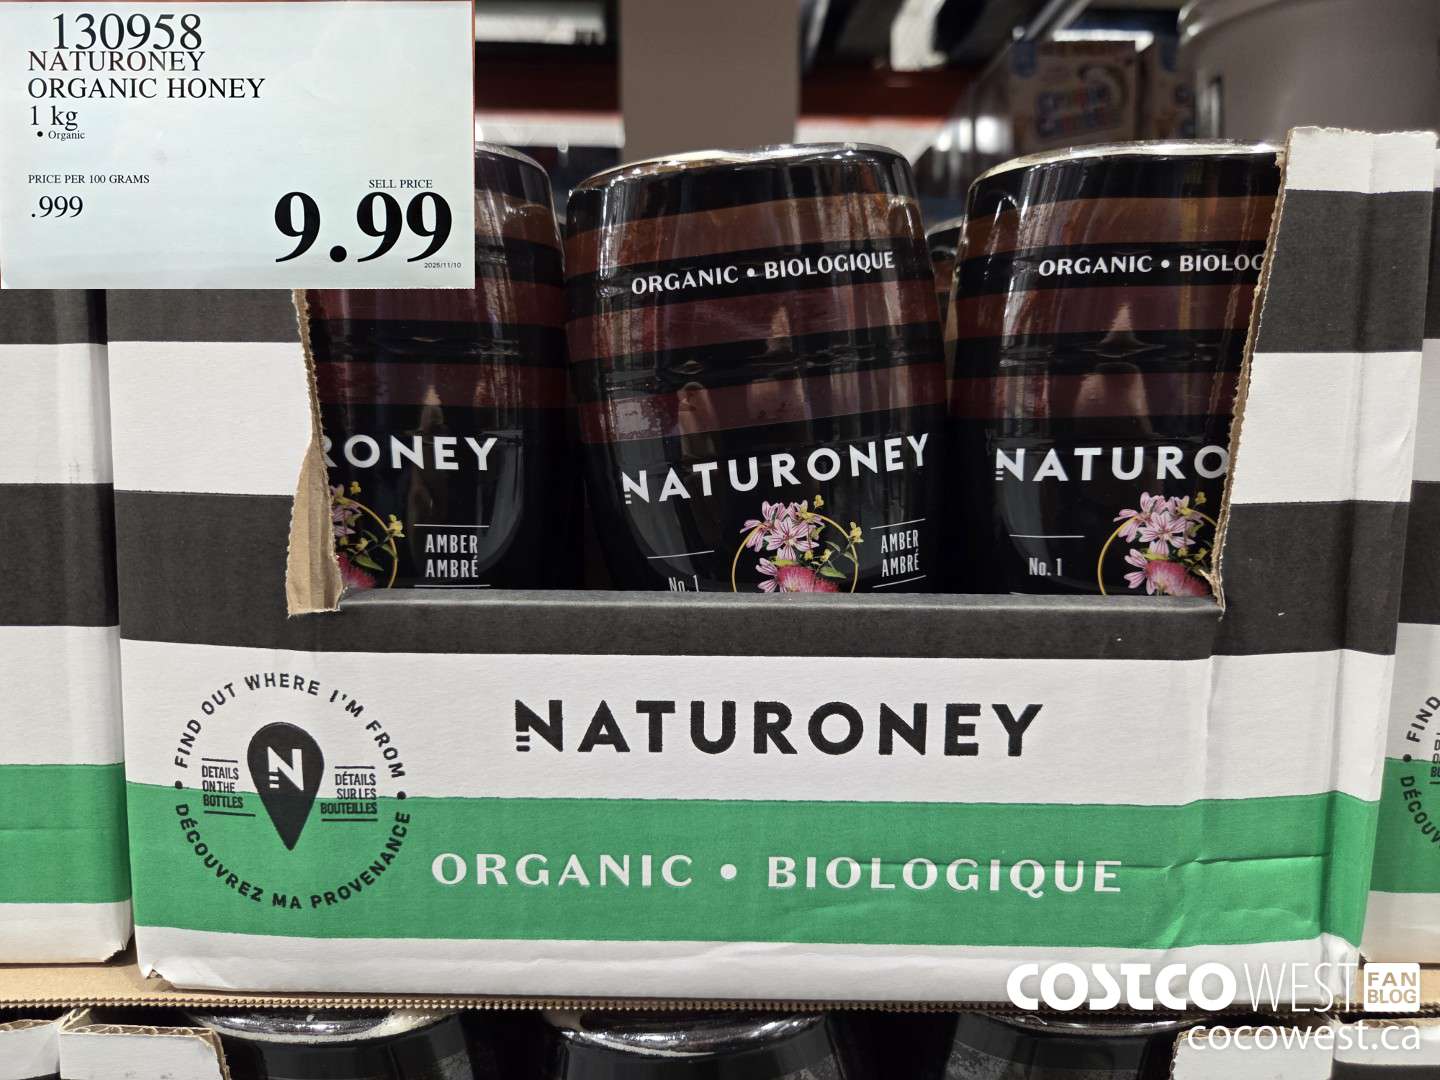 130958
NATURONEY
ORGANIC HONEY
1 kg
• Organic
PRICE PER 100 GRAMS
.999
SELL PRICE
9.99
2025/11/10
RONEY
AMBER
AMBRÉ
ORGANIC • BIOLOGIQUE
NATURONEY
No. 1
AMBER
AMBRÉ
ORGANIC • BIOLOG
NATURO
No. 1
FIND OUT WHERE I'M FROM
DETAILS
ON THE
BOTTLES
N
DÉTAILS
SUR LES
BOUTEILLES
• DÉCOUVREZ MA PROVENANCE •
NATURONEY
ORGANIC • BIOLOGIQUE
FIND
DÉCOUV
COSTCO WEST FAN
BLOG
cocowest.ca